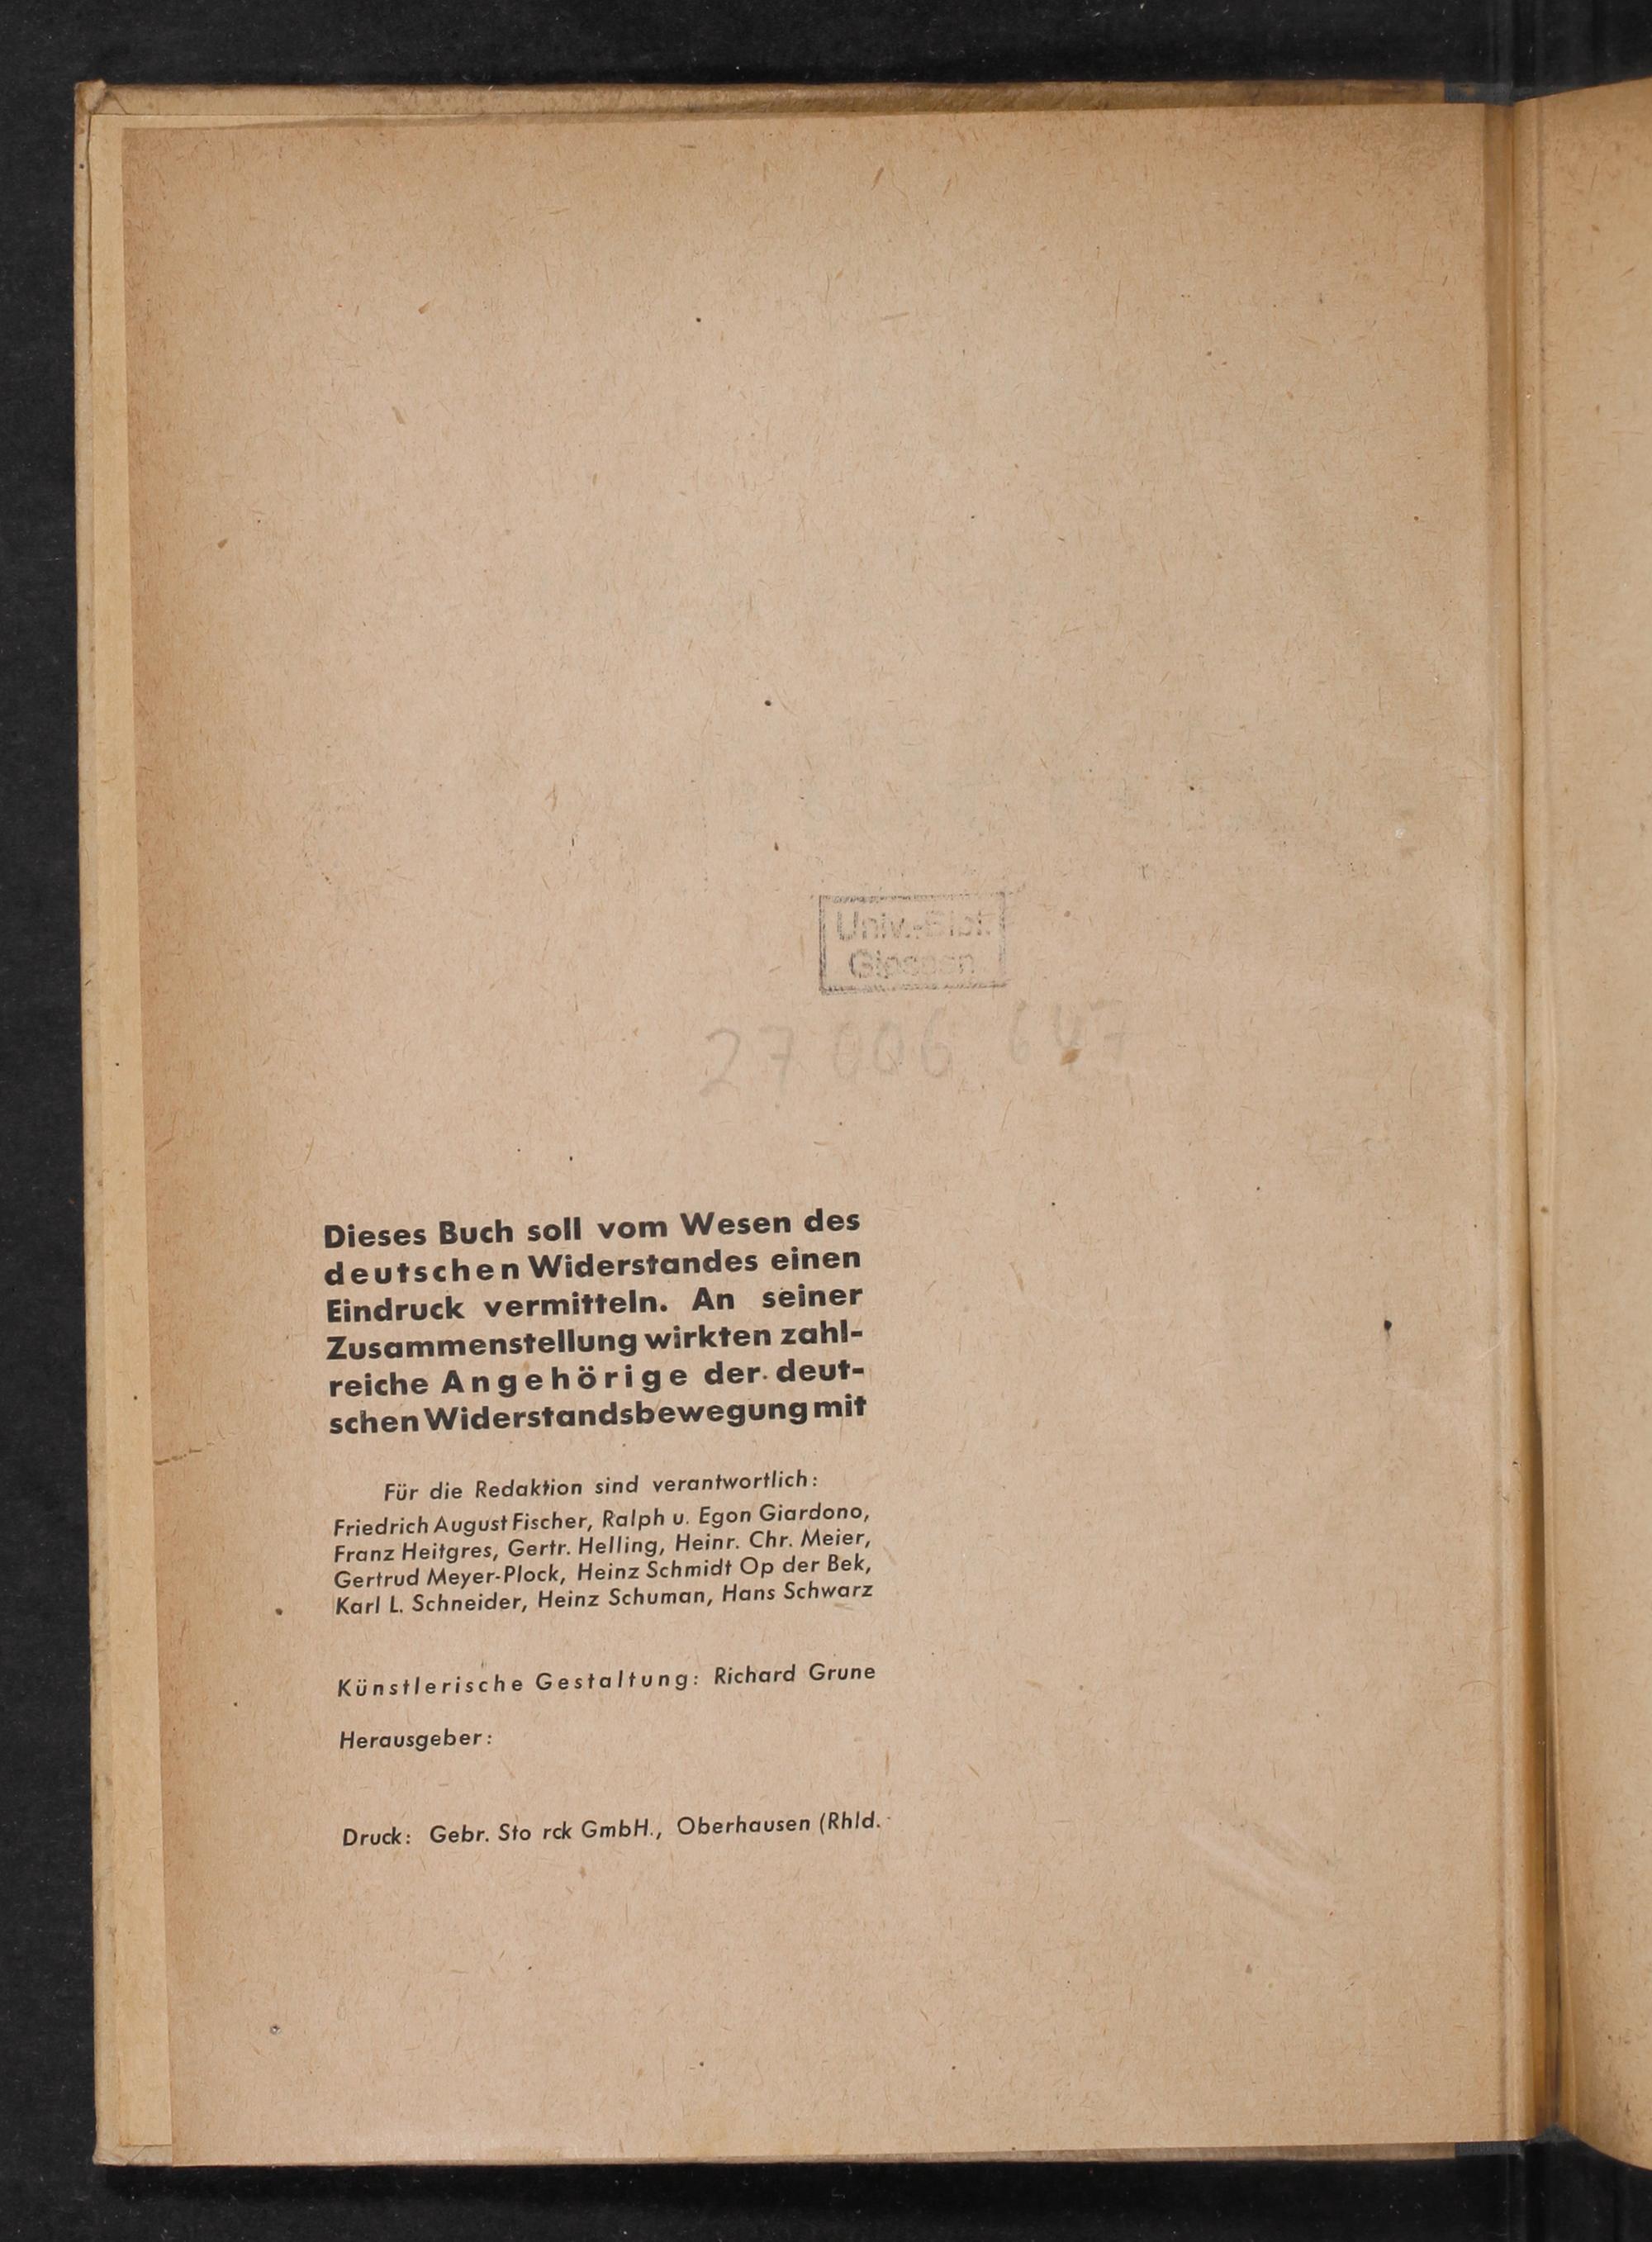 Univ.-Bibl.
Giessen
27 006 647
Dieses Buch soll vom Wesen des
deutschen Widerstandes einen
Eindruck vermitteln. An seiner
Zusammenstellung wirkten zahl-
reiche Angehörige der deut-
schen Widerstandsbewegung mit
Für die Redaktion sind verantwortlich:
Friedrich August Fischer, Ralph u. Egon Giardono,
Franz Heitgres, Gertr. Helling, Heinr. Chr. Meier,
Gertrud Meyer-Plock, Heinz Schmidt Op der Bek,
Karl L. Schneider, Heinz Schuman, Hans Schwarz
Künstlerische Gestaltung: Richard Grune
Herausgeber:
Druck: Gebr. Sto rck GmbH., Oberhausen (Rhld.